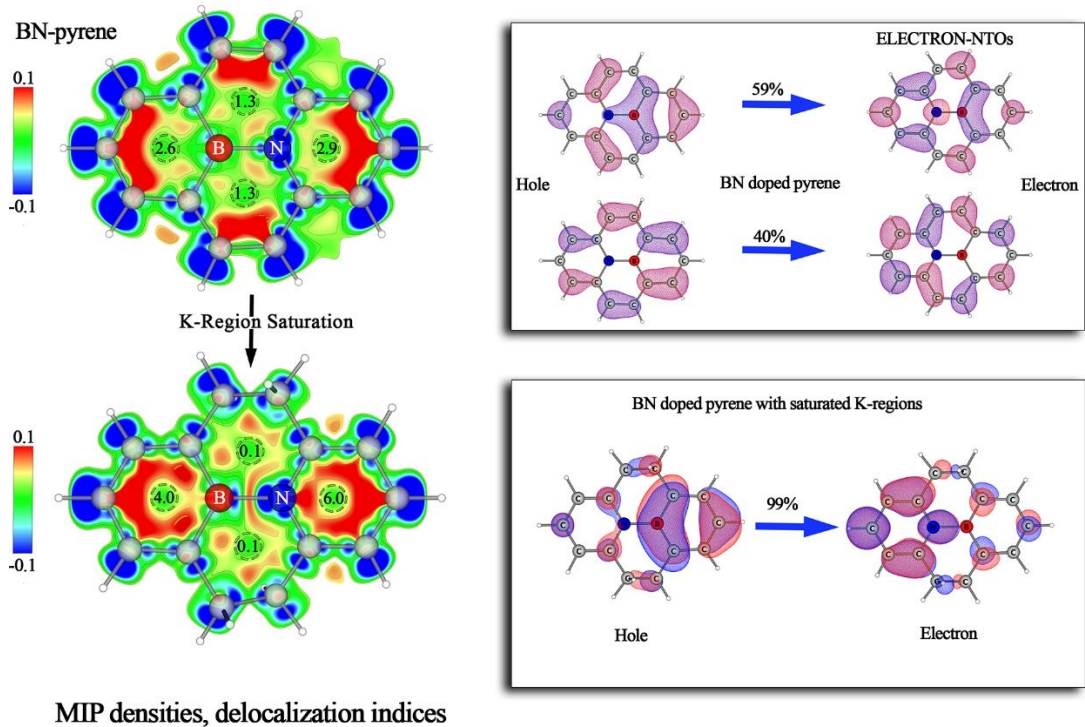 BN-pyrene
0.1
-0.1
1.3
2.6
B
N
2.9
1.3
K-Region Saturation
0.1
-0.1
0.1
4.0
B
N
6.0
0.1
MIP densities, delocalization indices
ELECTRON-NTOs
59%
Hole
BN doped pyrene
Electron
40%
BN doped pyrene with saturated K-regions
99%
Hole
Electron